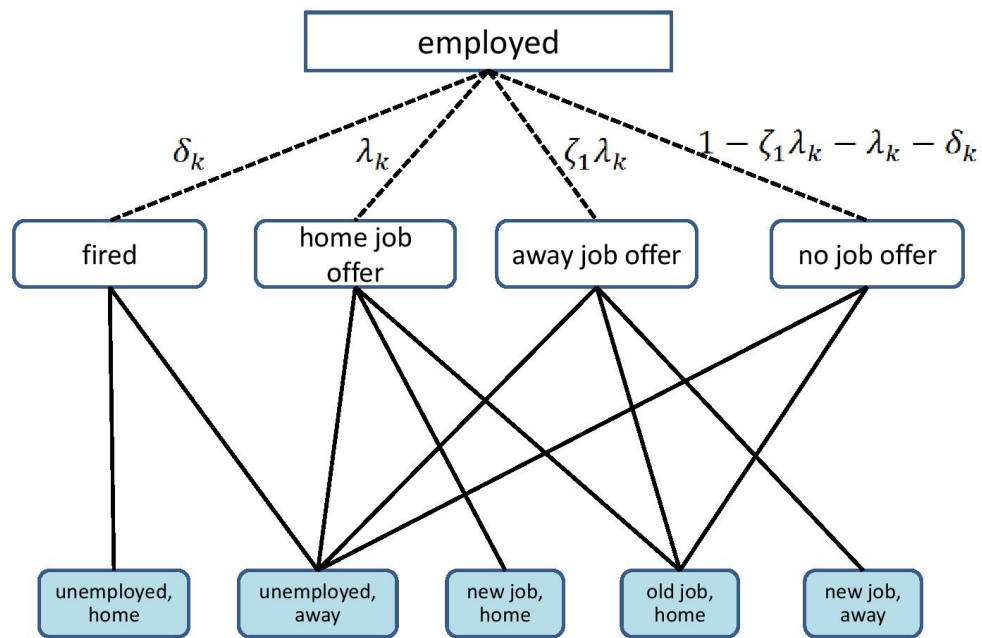 employed
δ_k
λ_k
ζ_1λ_k
1 − ζ_1λ_k − λ_k − δ_k
fired
home job
offer
away job offer
no job offer
unemployed,
home
unemployed,
away
new job,
home
old job,
home
new job,
away